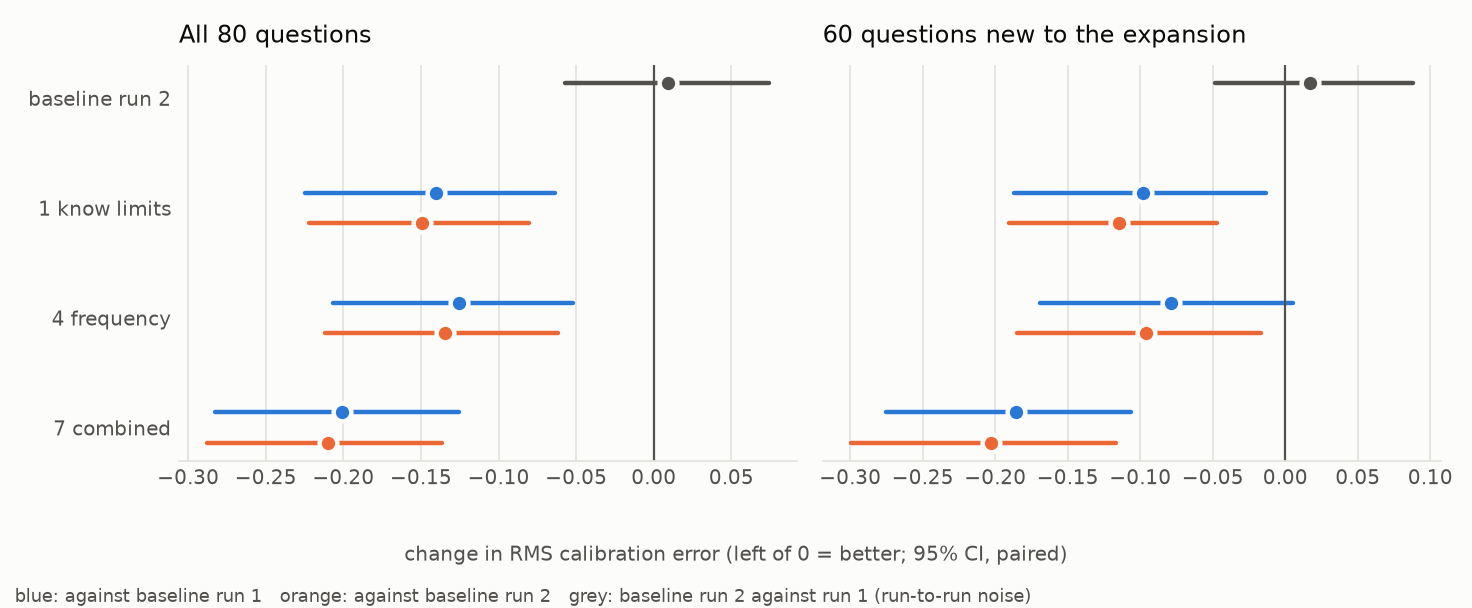 All 80 questions
60 questions new to the expansion
baseline run 2
1 know limits
4 frequency
7 combined
−0.30 −0.25 −0.20 −0.15 −0.10 −0.05 0.00 0.05
−0.30 −0.25 −0.20 −0.15 −0.10 −0.05 0.00 0.05 0.10
change in RMS calibration error (left of 0 = better; 95% CI, paired)
blue: against baseline run 1 orange: against baseline run 2 grey: baseline run 2 against run 1 (run-to-run noise)